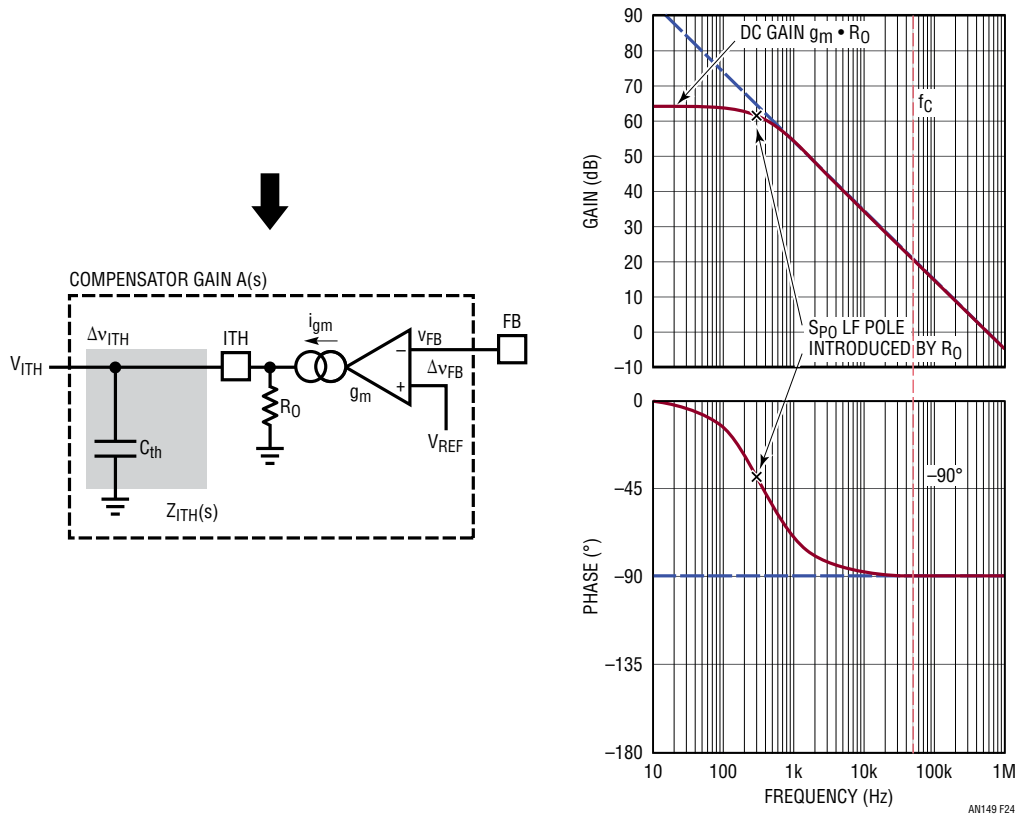 COMPENSATOR GAIN A(s)
ΔvITH
ITH
igm
vFB
FB
VITH
−
ΔvFB
+
gm
RO
VREF
Cth
ZITH(s)
90
80
70
60
50
40
30
20
10
0
−10
GAIN (dB)
DC GAIN gm • RO
fC
SPO LF POLE
INTRODUCED BY RO
0
−45
−90
−135
−180
PHASE (°)
−90°
10 100 1k 10k 100k 1M
FREQUENCY (Hz)
AN149 F24